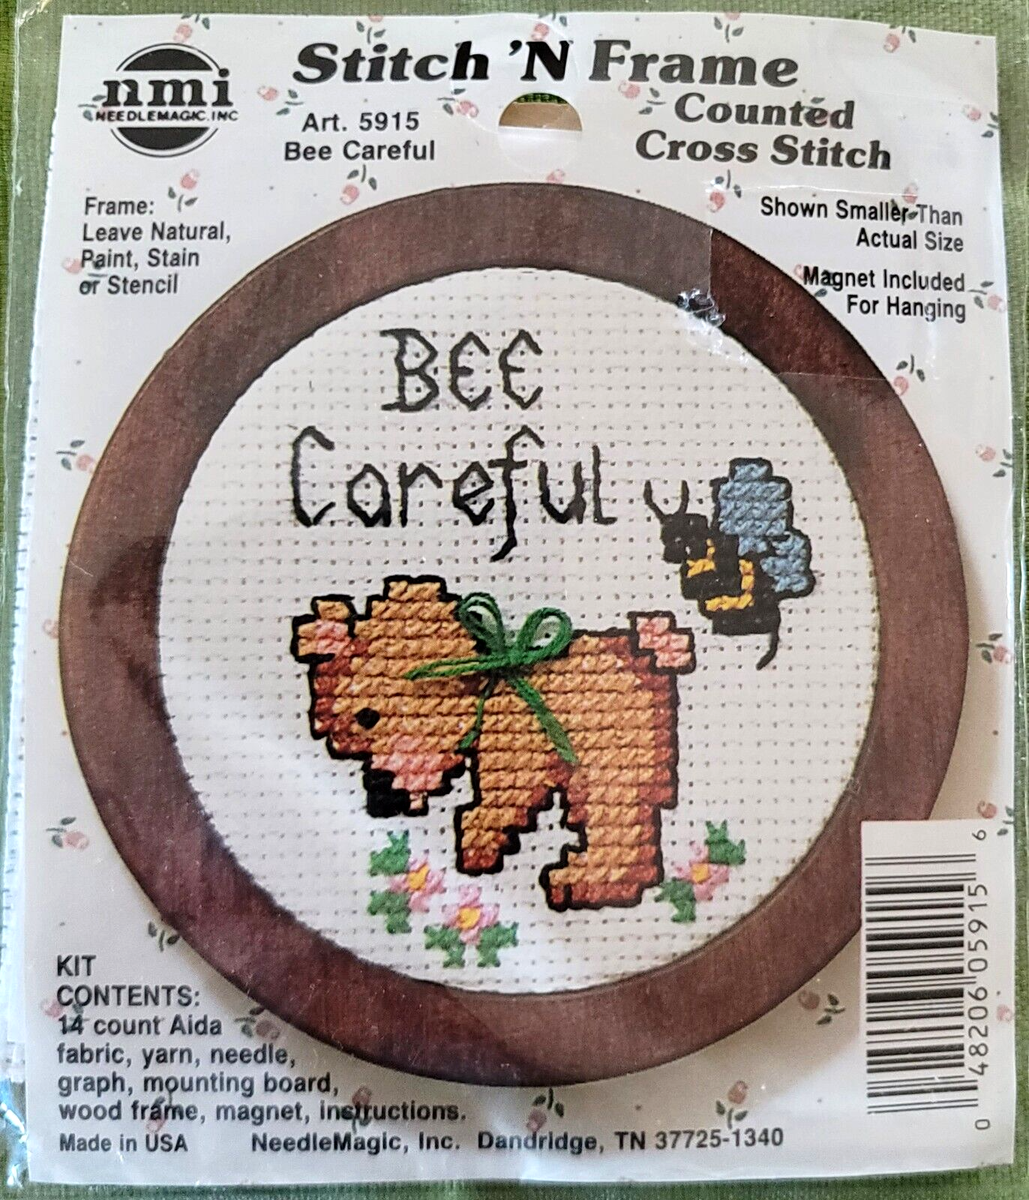 nmi
NEEDLEMAGIC, INC
Stitch 'N Frame
Counted
Cross Stitch
Art. 5915
Bee Careful
Frame:
Leave Natural,
Paint, Stain
or Stencil
Shown Smaller Than
Actual Size
Magnet Included
For Hanging
BEE
Careful
KIT
CONTENTS:
14 count Aida
fabric, yarn, needle,
graph, mounting board,
wood frame, magnet, instructions.
Made in USA NeedleMagic, Inc. Dandridge, TN 37725-1340
0 48206 05915 6